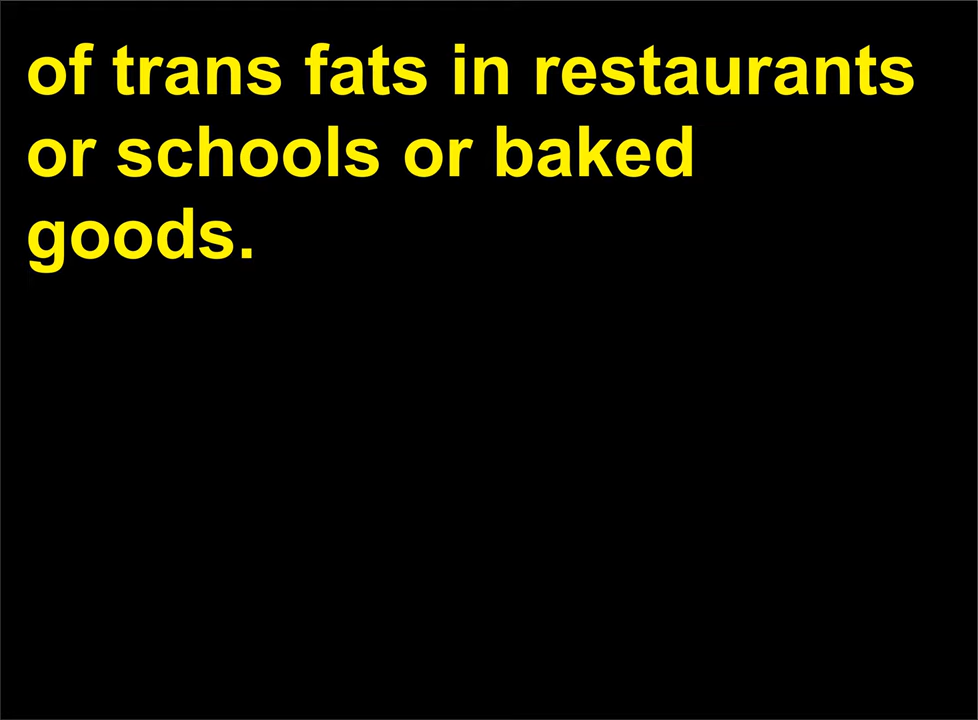 of trans fats in restaurants
or schools or baked
goods.